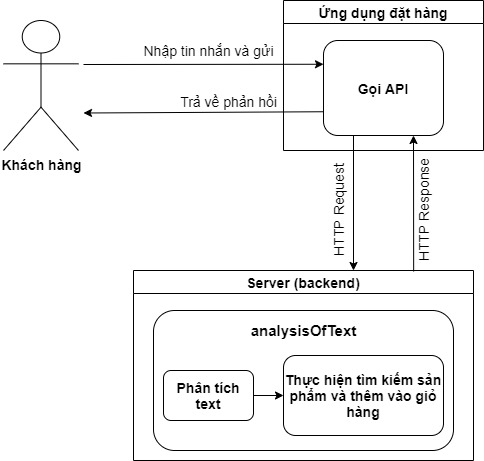 Ứng dụng đặt hàng
Nhập tin nhắn và gửi
Gọi API
Trả về phản hồi
Khách hàng
HTTP Request
HTTP Response
Server (backend)
analysisOfText
Phân tích
text
Thực hiện tìm kiếm sản
phẩm và thêm vào giỏ
hàng